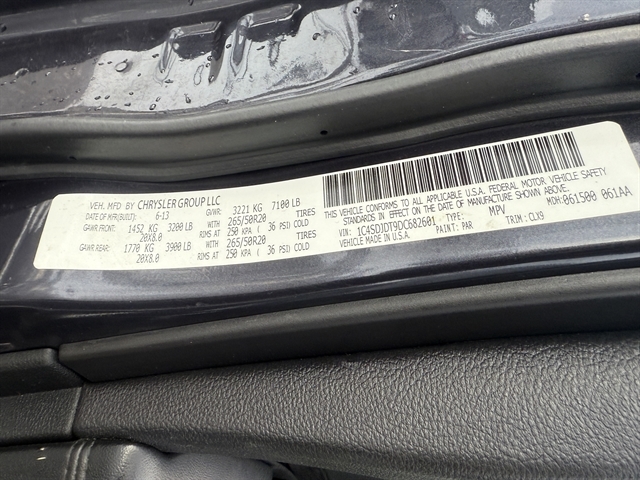 VEH. MFD BY CHRYSLER GROUP LLC
DATE OF MFR(BUILT) 6-13 GVWR: 3221 KG 7100 LB
GAWR FRONT: 1452 KG 3200 LB WITH TIRES 265/50R20
20X8.0 RIMS AT 250 KPA ( 36 PSI) COLD
GAWR REAR: 1770 KG 3900 LB WITH TIRES 265/50R20
20X8.0 RIMS AT 250 KPA ( 36 PSI) COLD
THIS VEHICLE CONFORMS TO ALL APPLICABLE U.S.A. FEDERAL MOTOR VEHICLE SAFETY
STANDARDS IN EFFECT ON THE DATE OF MANUFACTURE SHOWN ABOVE.
VIN: 1C4SDJDT9DC682601 TYPE: MPV MDH:061500 061AA
MADE IN U.S.A. PAINT: PAR TRIM: CLX9